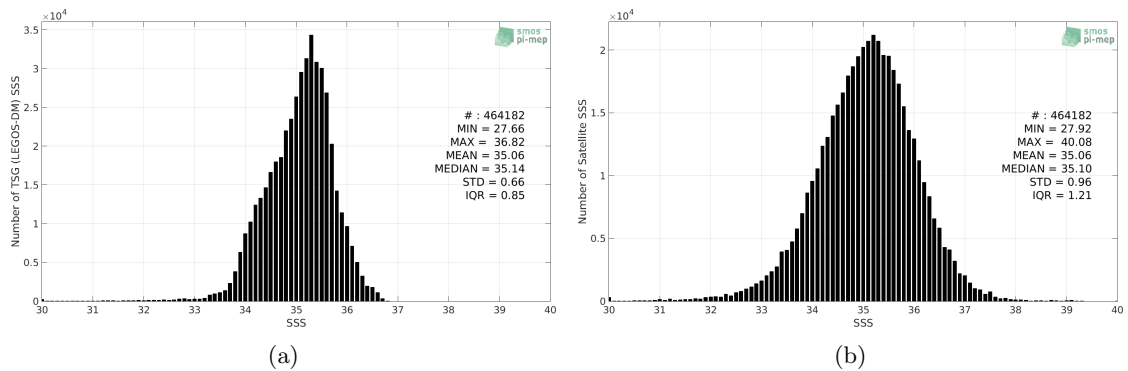 ×10⁴
3.5
3
2.5
2
1.5
1
0.5
0
Number of TSG (LEGOS-DM) SSS
30 31 32 33 34 35 36 37 38 39 40
SSS
smos
pi-mep
# : 464182
MIN = 27.66
MAX = 36.82
MEAN = 35.06
MEDIAN = 35.14
STD = 0.66
IQR = 0.85
(a)
×10⁴
2
1.5
1
0.5
0
Number of Satellite SSS
30 31 32 33 34 35 36 37 38 39 40
SSS
smos
pi-mep
# : 464182
MIN = 27.92
MAX = 40.08
MEAN = 35.06
MEDIAN = 35.10
STD = 0.96
IQR = 1.21
(b)